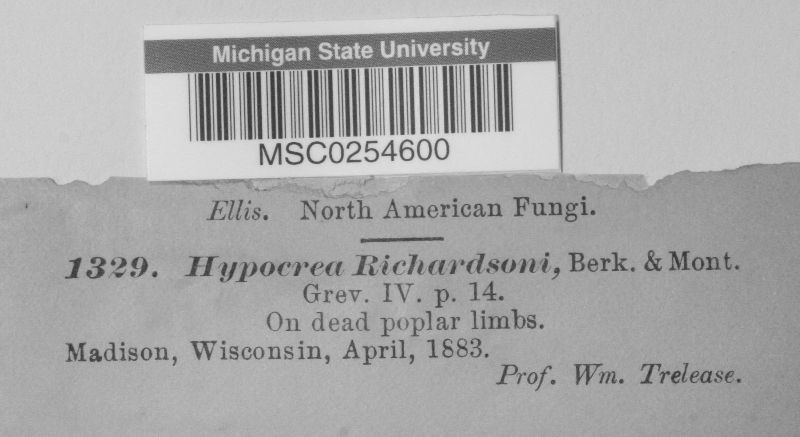 Michigan State University
MSC0254600
Ellis. North American Fungi.
1329. Hypocrea Richardsoni, Berk. & Mont.
Grev. IV. p. 14.
On dead poplar limbs.
Madison, Wisconsin, April, 1883.
Prof. Wm. Trelease.